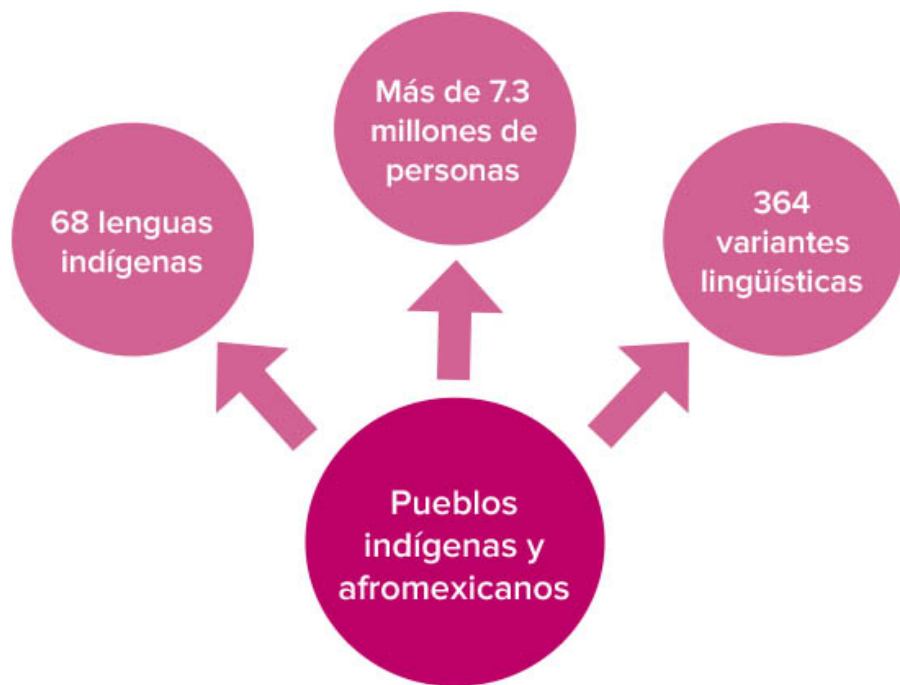 Más de 7.3
millones de
personas
68 lenguas
indígenas
364
variantes
lingüísticas
Pueblos
indígenas y
afromexicanos